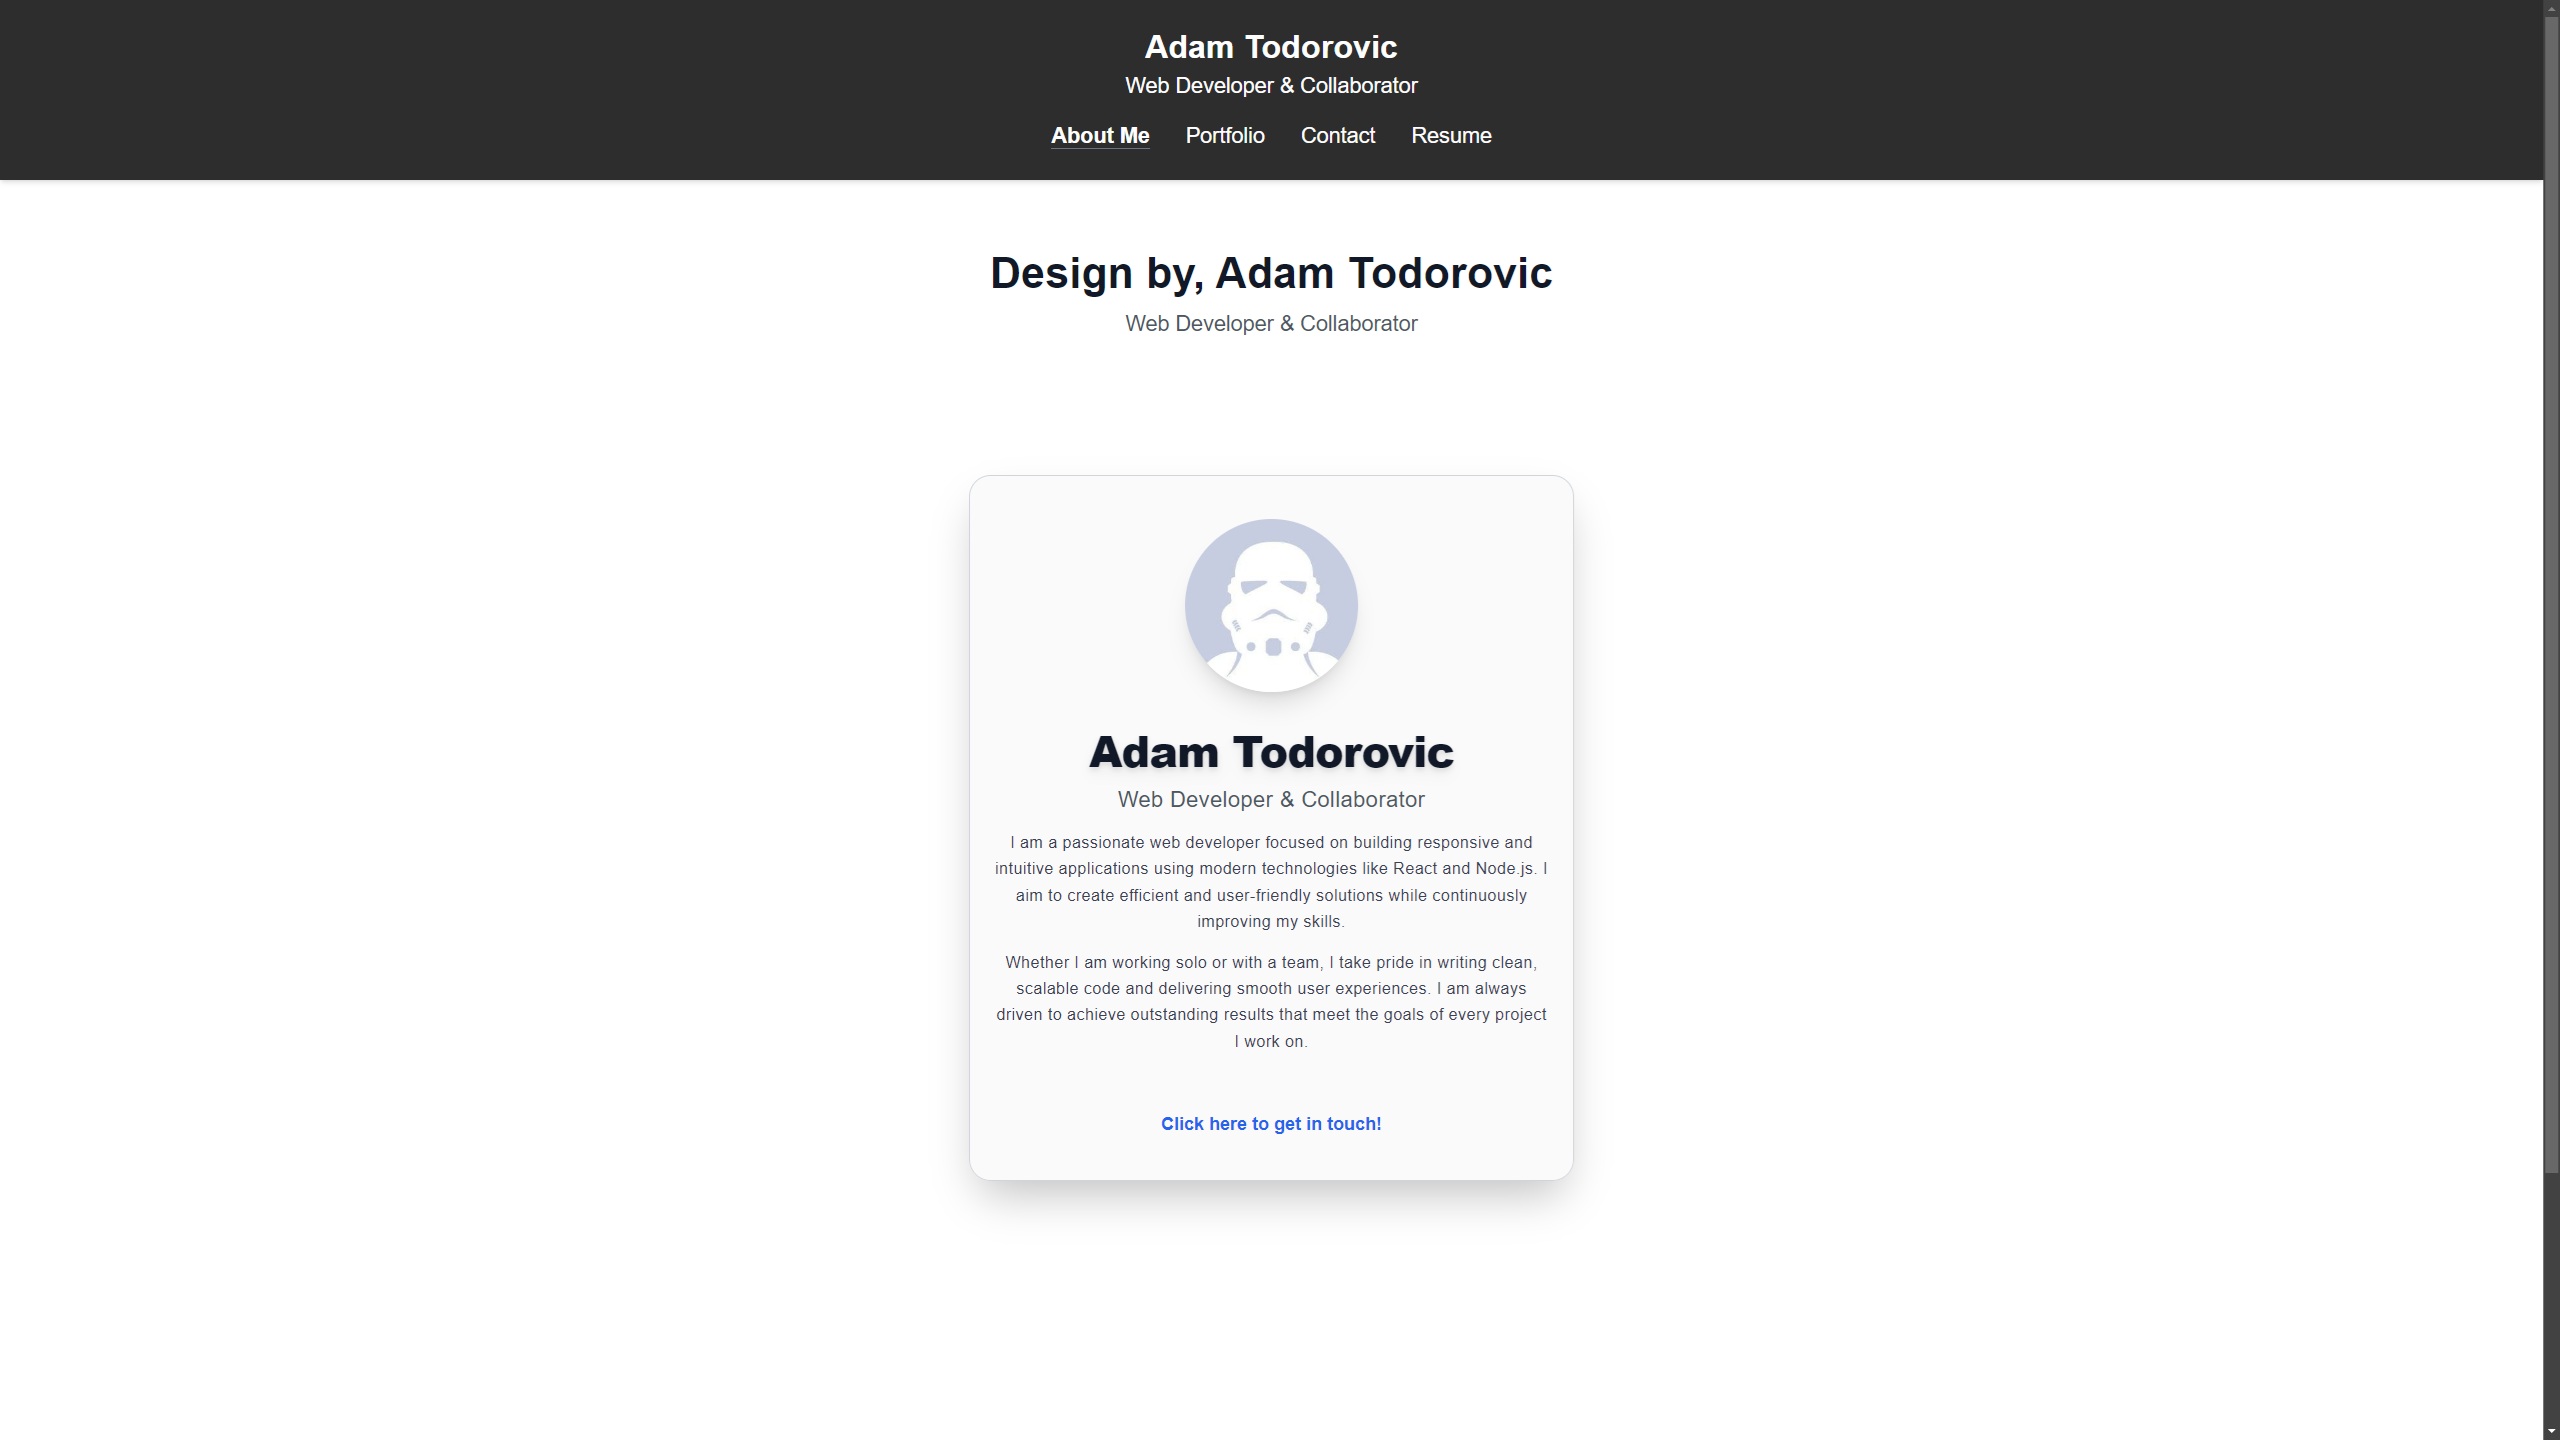 Adam Todorovic
Web Developer & Collaborator
About Me Portfolio Contact Resume
Design by, Adam Todorovic
Web Developer & Collaborator
Adam Todorovic
Web Developer & Collaborator
I am a passionate web developer focused on building responsive and
intuitive applications using modern technologies like React and Node.js. I
aim to create efficient and user-friendly solutions while continuously
improving my skills.
Whether I am working solo or with a team, I take pride in writing clean,
scalable code and delivering smooth user experiences. I am always
driven to achieve outstanding results that meet the goals of every project
I work on.
Click here to get in touch!